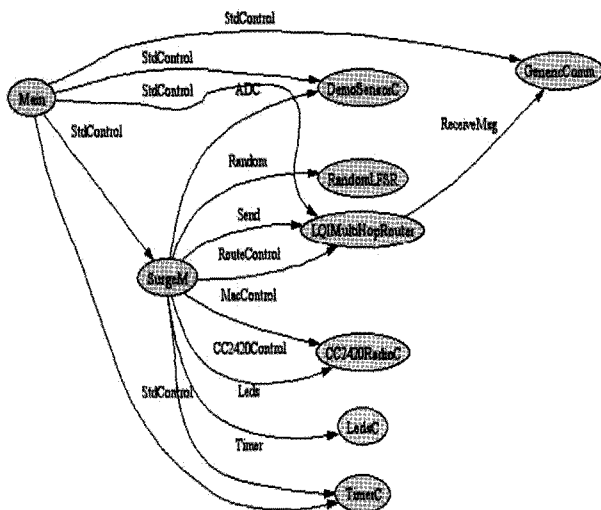 StdControl
StdControl
GenericComm
Main
StdControl
ADC
DemoSensorC
StdControl
ReceiveMsg
Random
RandomLFSR
Send
LQIMultiHopRouter
RouteControl
SurgeM
MacControl
CC2420Control
CC2420RadioC
StdControl
Leds
LedsC
Timer
TimerC